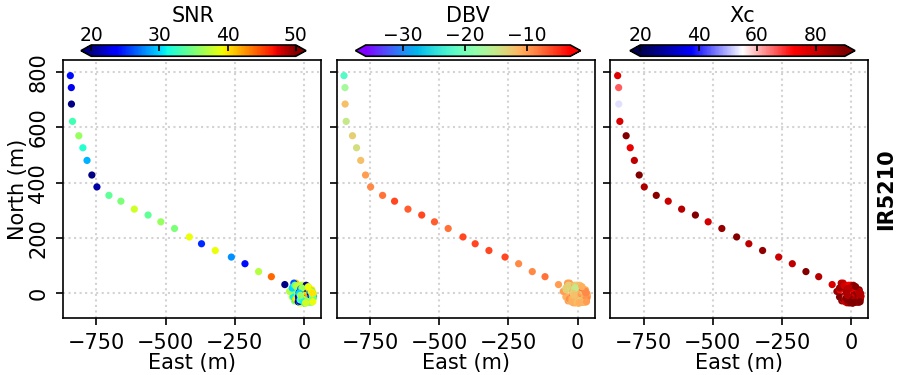 SNR DBV Xc
20 30 40 50 −30 −20 −10 20 40 60 80
800
600
400
200
0
North (m)
IR5210
−750 −500 −250 0 −750 −500 −250 0 −750 −500 −250 0
East (m) East (m) East (m)